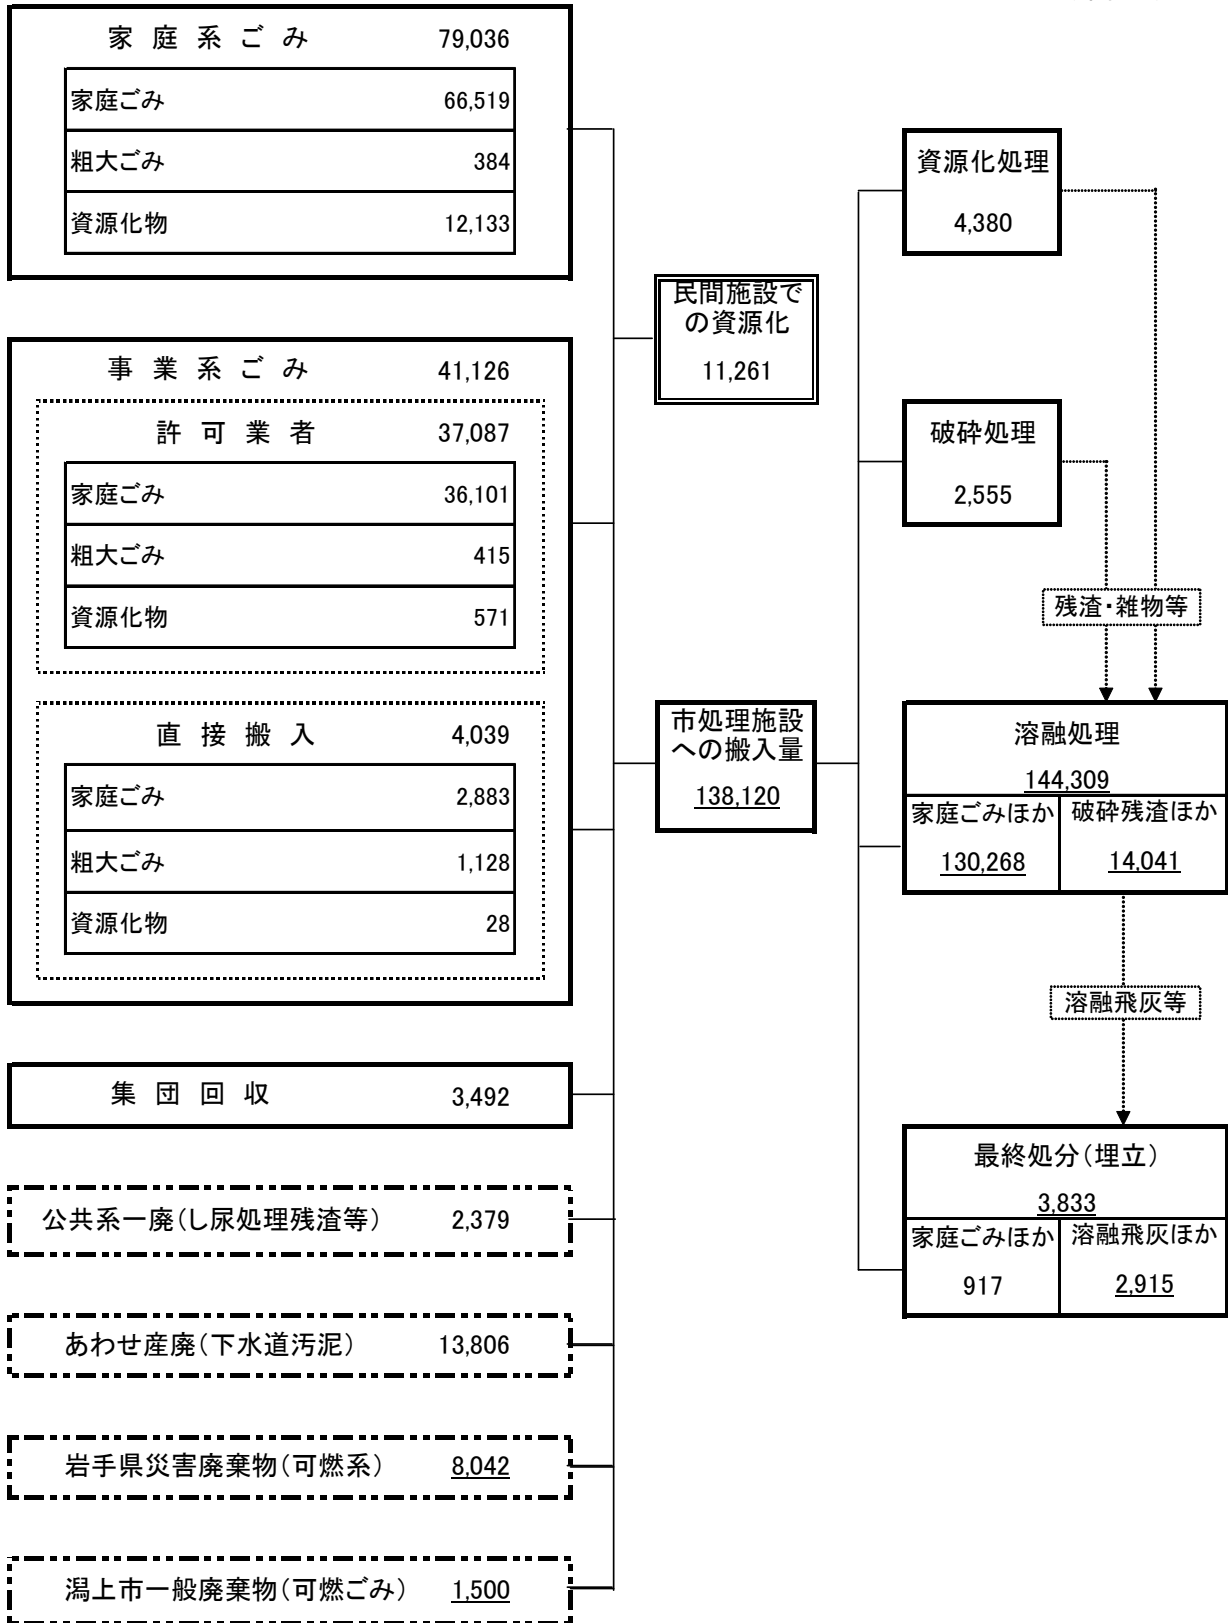 家庭系ごみ 79,036
家庭ごみ 66,519
粗大ごみ 384
資源化物 12,133
事業系ごみ 41,126
許可業者 37,087
家庭ごみ 36,101
粗大ごみ 415
資源化物 571
直接搬入 4,039
家庭ごみ 2,883
粗大ごみ 1,128
資源化物 28
集団回収 3,492
公共系一廃(し尿処理残渣等) 2,379
あわせ産廃(下水道汚泥) 13,806
岩手県災害廃棄物(可燃系) 8,042
潟上市一般廃棄物(可燃ごみ) 1,500
民間施設で
の資源化
11,261
市処理施設
への搬入量
138,120
資源化処理
4,380
破砕処理
2,555
残渣・雑物等
溶融処理
144,309
家庭ごみほか 破砕残渣ほか
130,268 14,041
溶融飛灰等
最終処分(埋立)
3,833
家庭ごみほか 溶融飛灰ほか
917 2,915